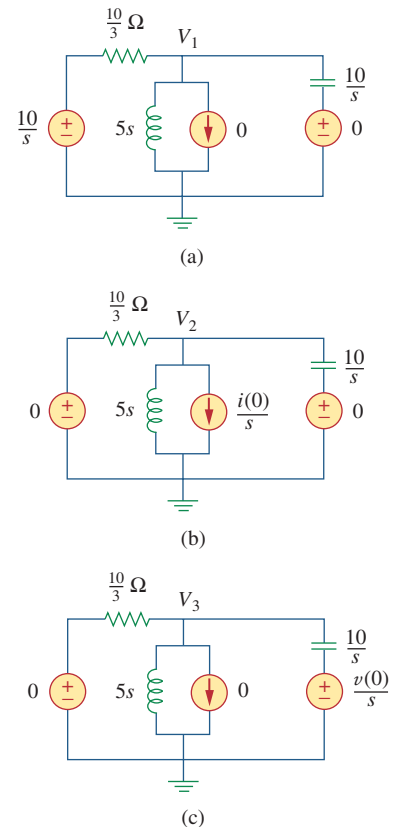 10/3 Ω
V₁
10/s
+
−
5s
0
10/s
+
−
0
(a)
10/3 Ω
V₂
0
+
−
5s
i(0)/s
10/s
+
−
0
(b)
10/3 Ω
V₃
0
+
−
5s
0
10/s
+
−
v(0)/s
(c)